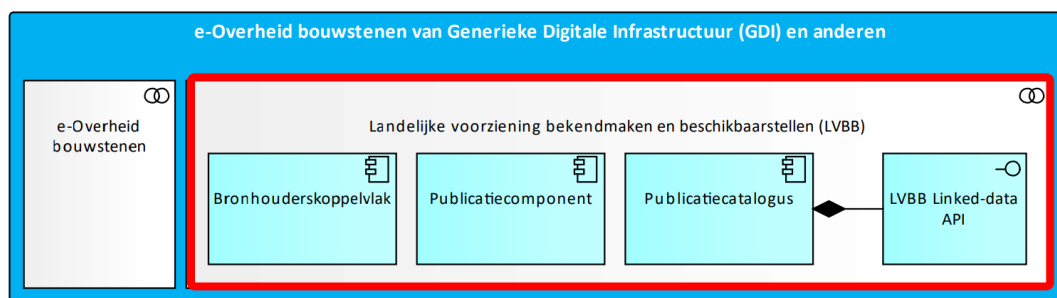 e-Overheid bouwstenen van Generieke Digitale Infrastructuur (GDI) en anderen
e-Overheid
bouwstenen
Landelijke voorziening bekendmaken en beschikbaarstellen (LVBB)
Bronhouderskoppelvlak
Publicatiecomponent
Publicatiecatalogus
LVBB Linked-data
API